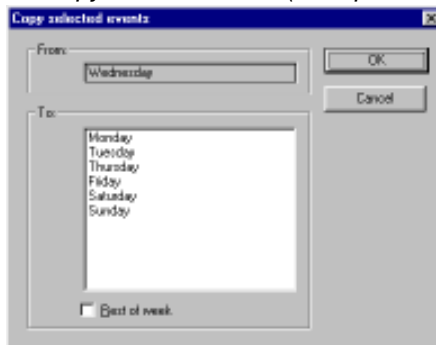 Copy selected events
From:
Wednesday
OK
Cancel
To:
Monday
Tuesday
Thursday
Friday
Saturday
Sunday
Rest of week